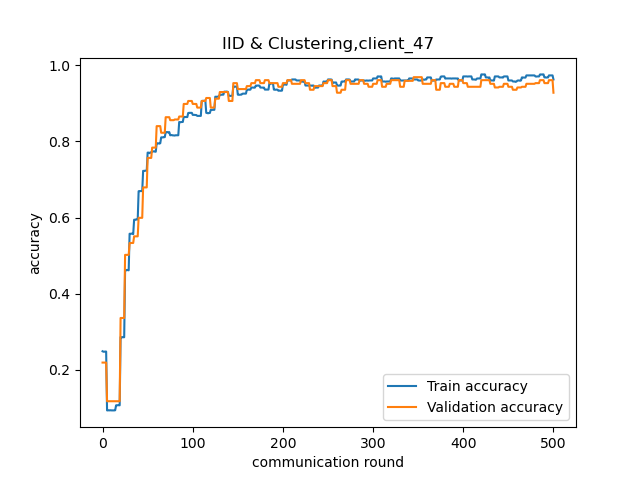 IID & Clustering,client_47
1.0
0.8
0.6
0.4
0.2
accuracy
0
100
200
300
400
500
communication round
Train accuracy
Validation accuracy